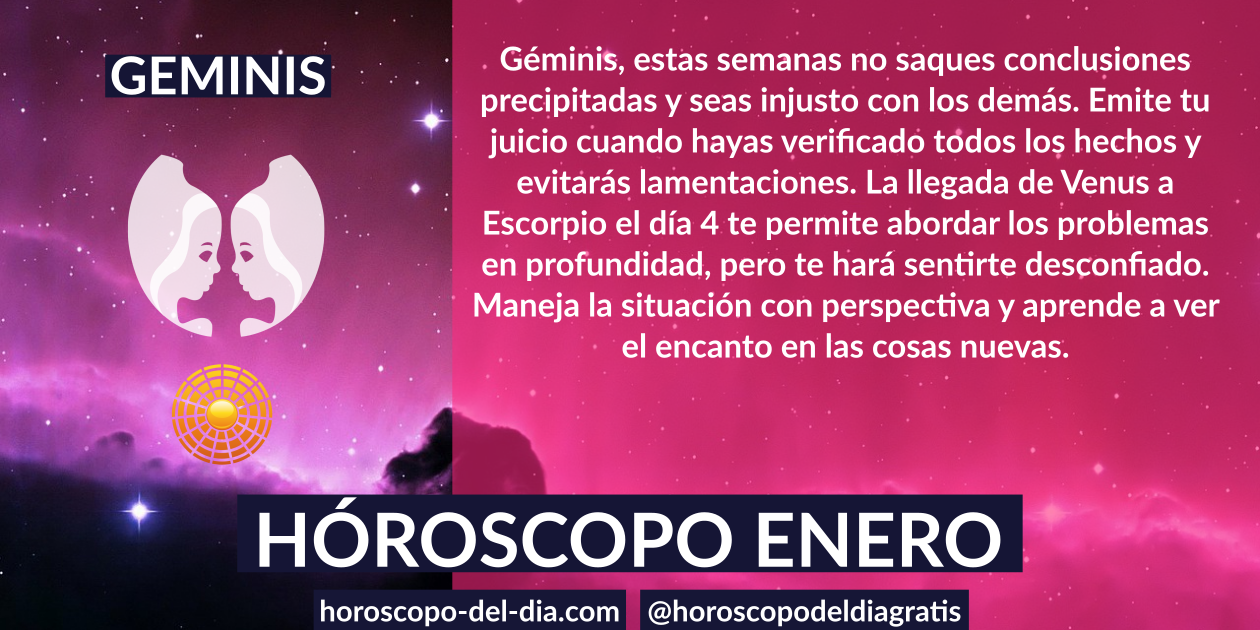 GEMINIS
Géminis, estas semanas no saques conclusiones
precipitadas y seas injusto con los demás. Emite tu
juicio cuando hayas verificado todos los hechos y
evitarás lamentaciones. La llegada de Venus a
Escorpio el día 4 te permite abordar los problemas
en profundidad, pero te hará sentirte desconfiado.
Maneja la situación con perspectiva y aprende a ver
el encanto en las cosas nuevas.
HÓROSCOPO ENERO
horoscopo-del-dia.com
@horoscopodeldiagratis